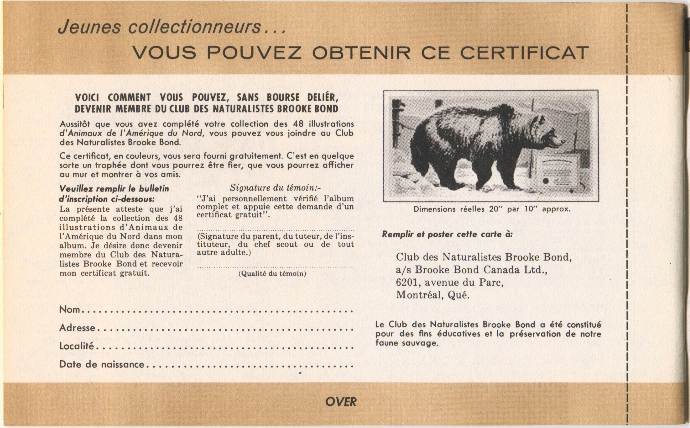 Jeunes collectionneurs...
VOUS POUVEZ OBTENIR CE CERTIFICAT
VOICI COMMENT VOUS POUVEZ, SANS BOURSE DELIÉR,
DEVENIR MEMBRE DU CLUB DES NATURALISTES BROOKE BOND
Aussitôt que vous avez complété votre collection des 48 illustrations
d'Animaux de l'Amérique du Nord, vous pouvez vous joindre au Club
des Naturalistes Brooke Bond.
Ce certificat, en couleurs, vous sera fourni gratuitement. C'est en quelque
sorte un trophée dont vous pourrez être fier, que vous pourrez afficher
au mur et montrer à vos amis.
Veuillez remplir le bulletin
d'inscription ci-dessous:
La présente atteste que j'ai
complété la collection des 48
illustrations d'Animaux de
l'Amérique du Nord dans mon
album. Je désire donc devenir
membre du Club des Natura-
listes Brooke Bond et recevoir
mon certificat gratuit.
Signature du témoin:-
"J'ai personnellement vérifié l'album
complet et appuie cette demande d'un
certificat gratuit".
(Signature du parent, du tuteur, de l'ins-
tituteur, du chef scout ou de tout
autre adulte.)
(Qualité du témoin)
Nom
Adresse
Localité
Date de naissance
Dimensions réelles 20" par 10" approx.
Remplir et poster cette carte à:
Club des Naturalistes Brooke Bond,
a/s Brooke Bond Canada Ltd.,
6201, avenue du Parc,
Montréal, Qué.
Le Club des Naturalistes Brooke Bond a été constitué
pour des fins éducatives et la préservation de notre
faune sauvage.
OVER